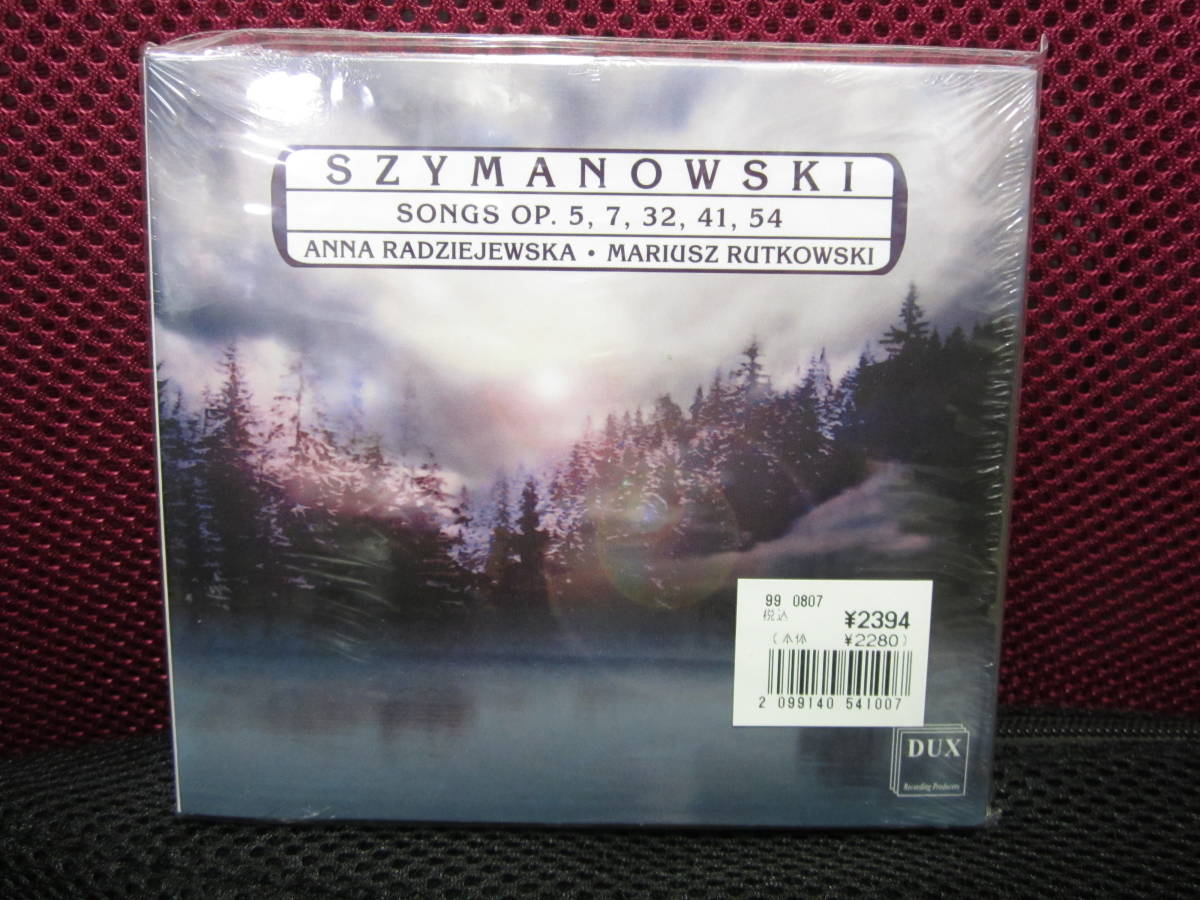 SZYMANOWSKI
SONGS OP. 5, 7, 32, 41, 54
ANNA RADZIEJEWSKA • MARIUSZ RUTKOWSKI
99 0807
税込 ¥2394
(本体 ¥2280)
2 099140 541007
DUX
Recording Producers